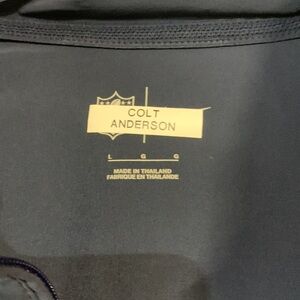 COLT
ANDERSON
L G G
MADE IN THAILAND
FABRIQUÉ EN THAÏLANDE